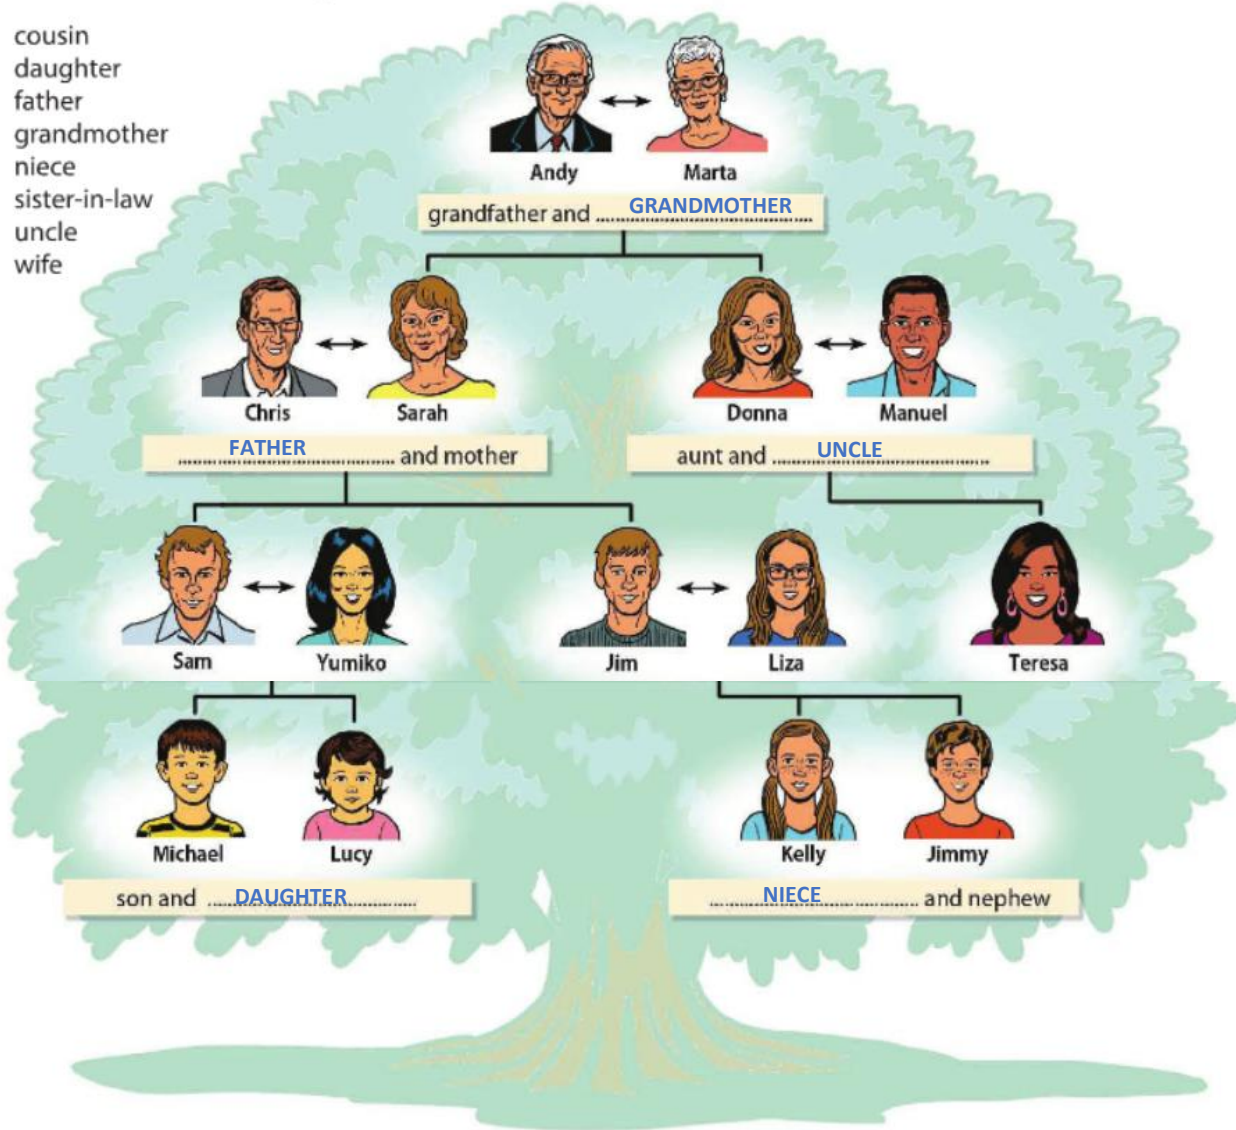 cousin
daughter
father
grandmother
niece
sister-in-law
uncle
wife
Andy Marta
grandfather and GRANDMOTHER
Chris Sarah Donna Manuel
FATHER and mother aunt and UNCLE
Sam Yumiko Jim Liza Teresa
Michael Lucy Kelly Jimmy
son and DAUGHTER NIECE and nephew